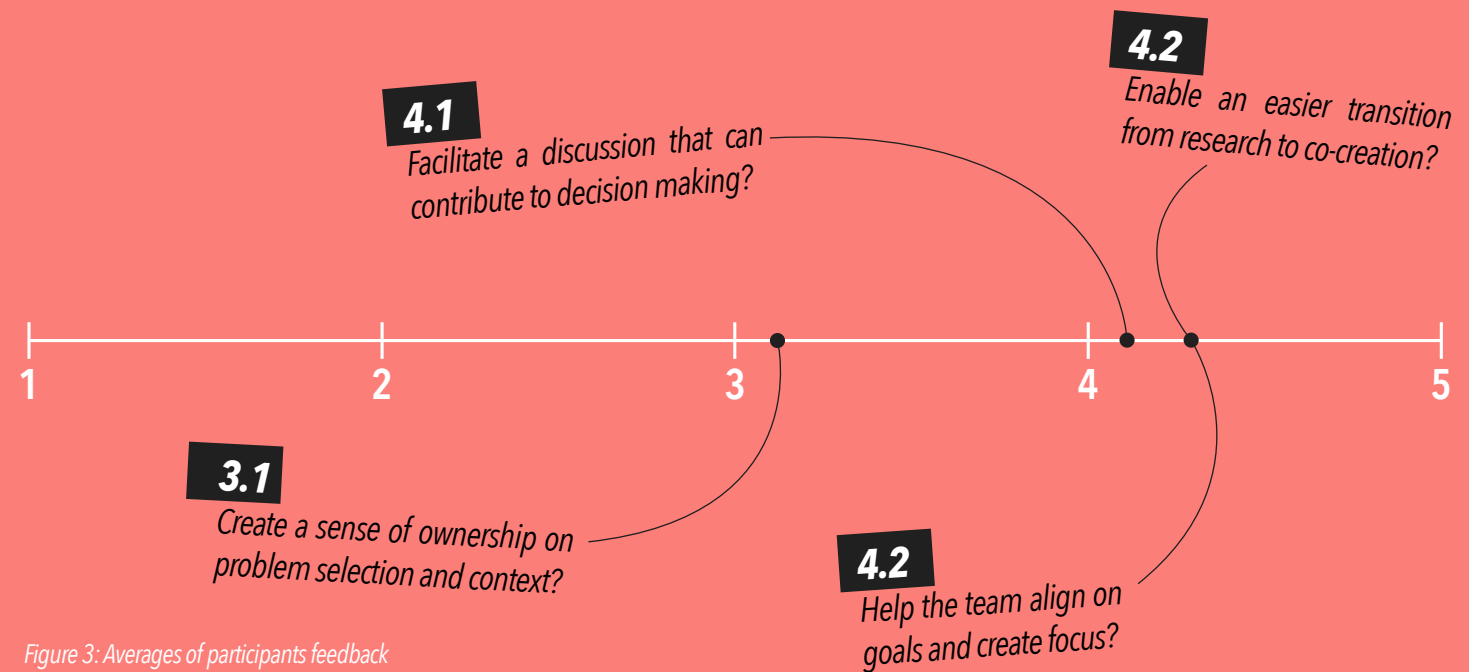 4.2
Enable an easier transition
from research to co-creation?
4.1
Facilitate a discussion that can
contribute to decision making?
1
2
3
4
5
3.1
Create a sense of ownership on
problem selection and context?
4.2
Help the team align on
goals and create focus?
Figure 3: Averages of participants feedback